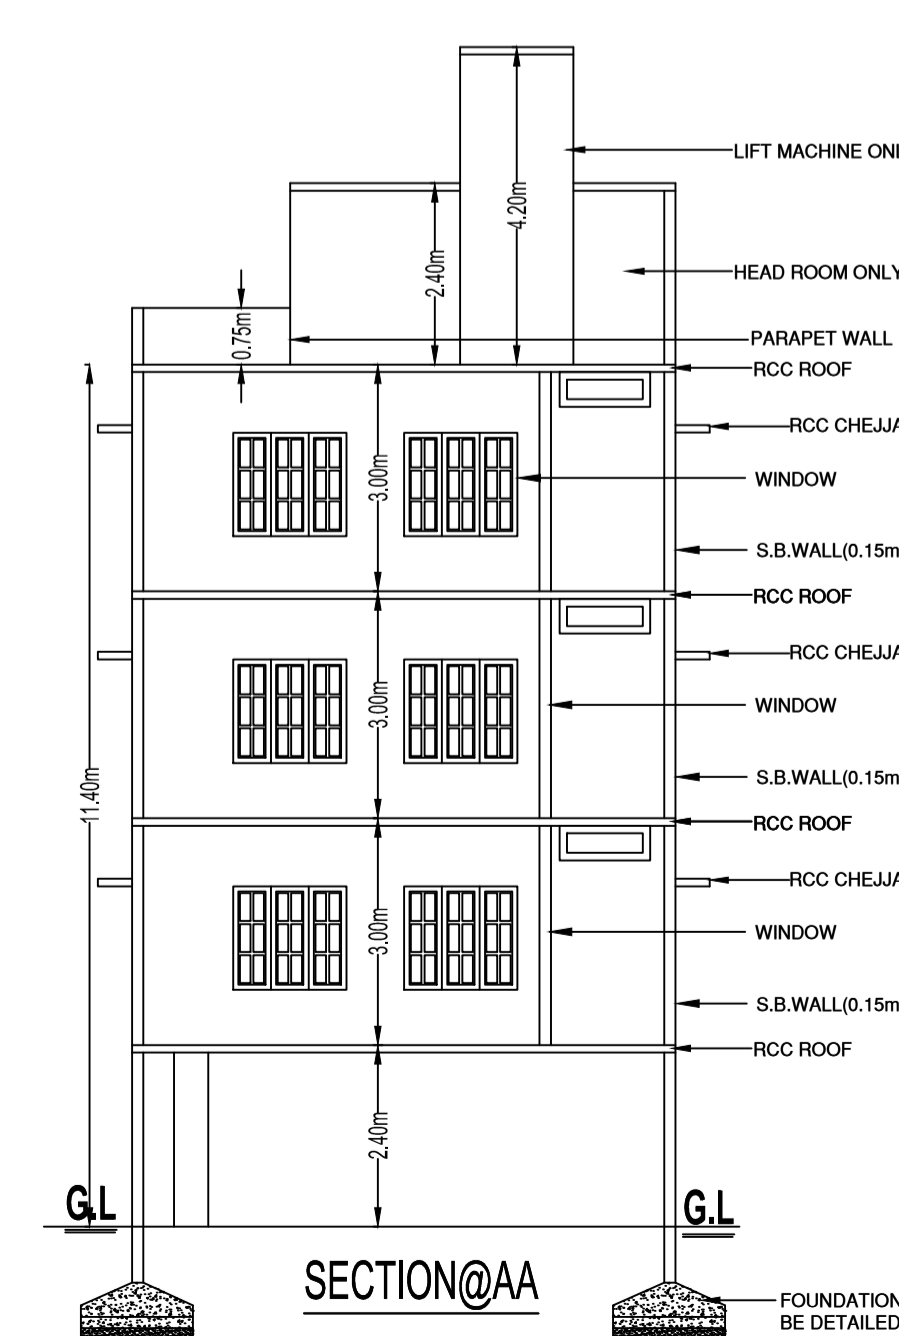 LIFT MACHINE ONL
4.20m
2.40m
HEAD ROOM ONLY
0.75m
PARAPET WALL
RCC ROOF
RCC CHEJJA
3.00m
WINDOW
S.B.WALL(0.15m
RCC ROOF
RCC CHEJJA
3.00m
WINDOW
S.B.WALL(0.15m
11.40m
RCC ROOF
RCC CHEJJA
3.00m
WINDOW
S.B.WALL(0.15m
RCC ROOF
2.40m
G.L
G.L
SECTION@AA
FOUNDATION
BE DETAILED